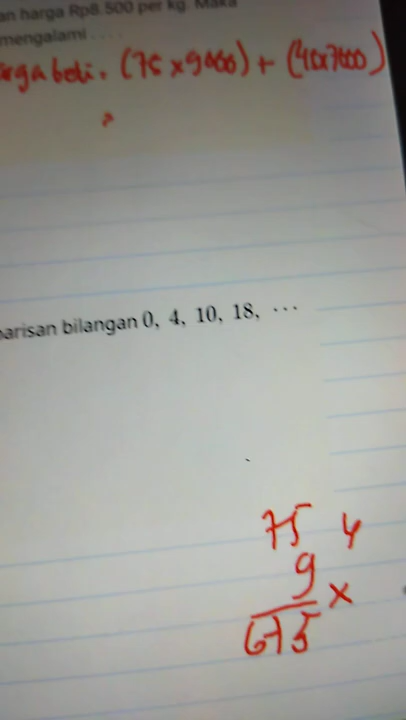 an harga Rp8.500 per kg. Maka
mengalami ....
rga beli = (75 x 9000) + (40x7000)
=
barisan bilangan 0, 4, 10, 18, ⋯
75 4
9 x
675